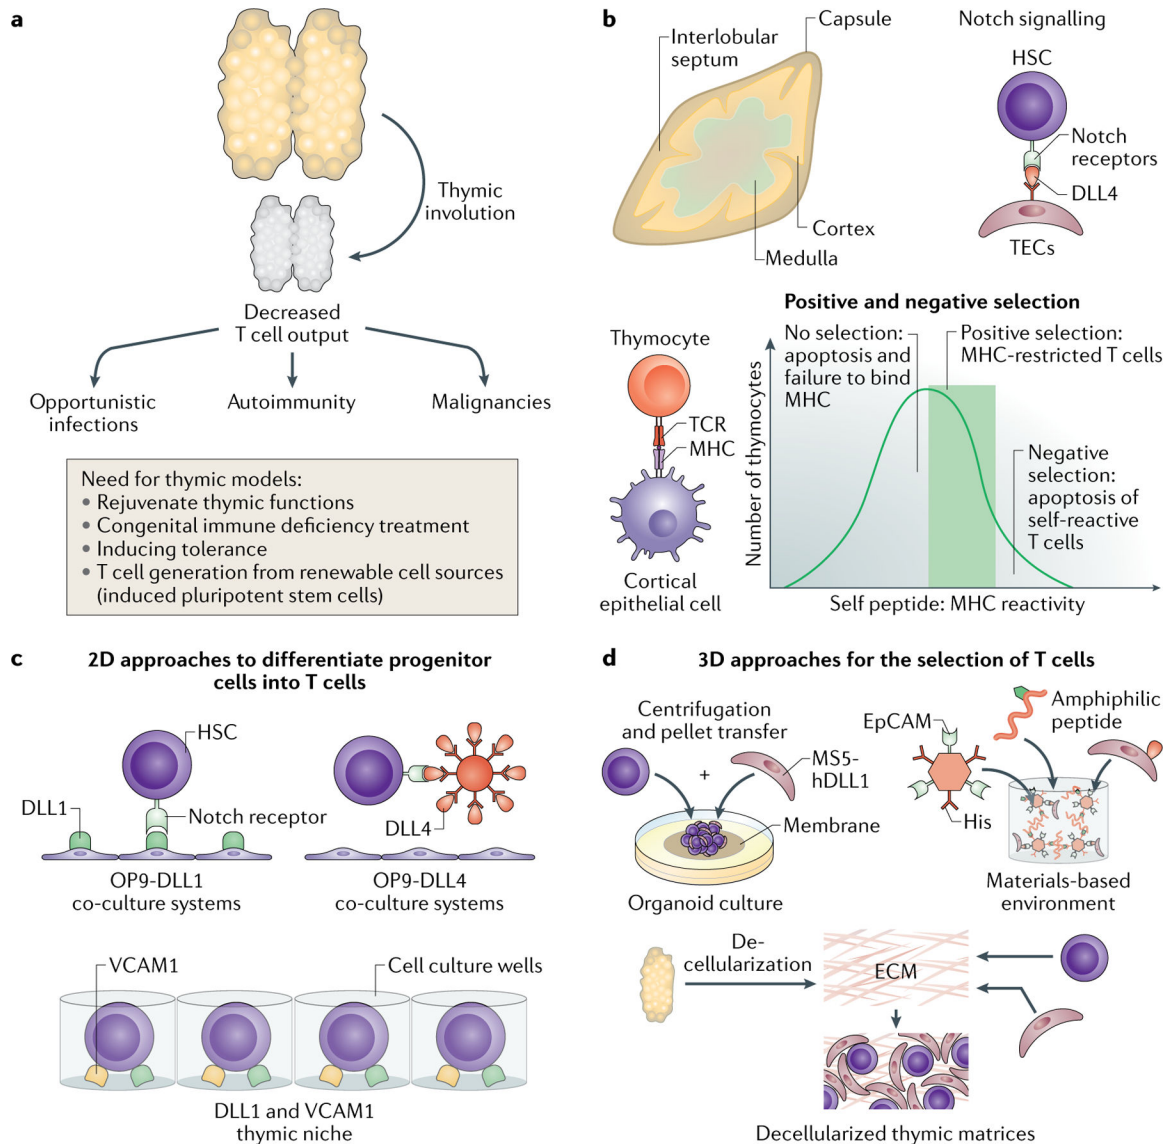 a
Thymic
involution
Decreased
T cell output
Opportunistic
infections
Autoimmunity
Malignancies
Need for thymic models:
• Rejuvenate thymic functions
• Congenital immune deficiency treatment
• Inducing tolerance
• T cell generation from renewable cell sources
(induced pluripotent stem cells)
b
Interlobular
septum
Capsule
Cortex
Medulla
Notch signalling
HSC
Notch
receptors
DLL4
TECs
Positive and negative selection
Thymocyte
TCR
MHC
Cortical
epithelial cell
Number of thymocytes
No selection:
apoptosis and
failure to bind
MHC
Positive selection:
MHC-restricted T cells
Negative
selection:
apoptosis of
self-reactive
T cells
Self peptide: MHC reactivity
c
2D approaches to differentiate progenitor
cells into T cells
HSC
DLL1
Notch receptor
OP9-DLL1
co-culture systems
DLL4
OP9-DLL4
co-culture systems
VCAM1
Cell culture wells
DLL1 and VCAM1
thymic niche
d
3D approaches for the selection of T cells
Centrifugation
and pellet transfer
+
MS5-
hDLL1
Membrane
Organoid culture
EpCAM
His
Amphiphilic
peptide
Materials-based
environment
De-
cellularization
ECM
Decellularized thymic matrices